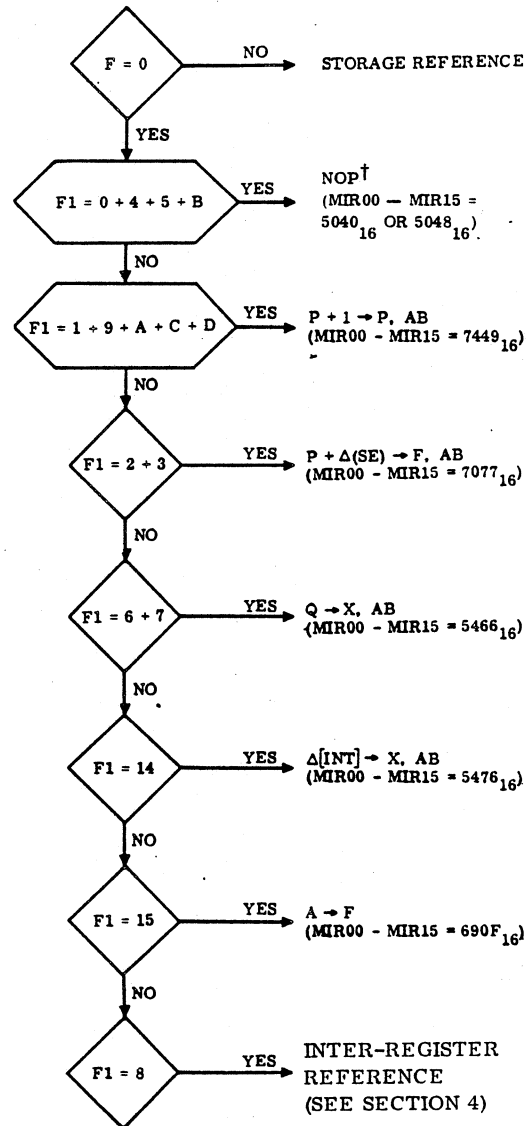 F = 0
NO
STORAGE REFERENCE
YES
F1 = 0 + 4 + 5 + B
YES
NOP†
(MIR00 - MIR15 =
5040₁₆ OR 5048₁₆)
NO
F1 = 1 + 9 + A + C + D
YES
P + 1 → P, AB
(MIR00 - MIR15 = 7449₁₆)
NO
F1 = 2 + 3
YES
P + Δ(SE) → F, AB
(MIR00 - MIR15 = 7077₁₆)
NO
F1 = 6 + 7
YES
Q → X, AB
(MIR00 - MIR15 = 5466₁₆)
NO
F1 = 14
YES
Δ[INT] → X, AB
(MIR00 - MIR15 = 5476₁₆)
NO
F1 = 15
YES
A → F
(MIR00 - MIR15 = 690F₁₆)
NO
F1 = 8
YES
INTER-REGISTER
REFERENCE
(SEE SECTION 4)